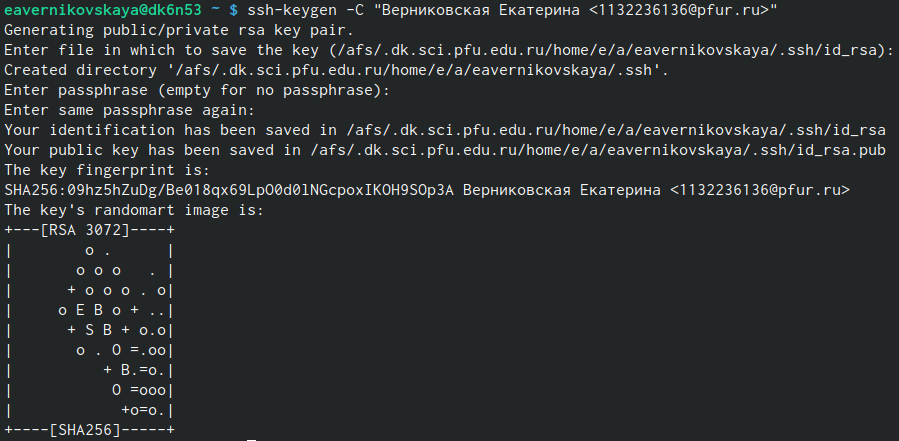 eavernikovskaya@dk6n53 ~ $ ssh-keygen -C "Верниковская Екатерина <1132236136@pfur.ru>"
Generating public/private rsa key pair.
Enter file in which to save the key (/afs/.dk.sci.pfu.edu.ru/home/e/a/eavernikovskaya/.ssh/id_rsa):
Created directory '/afs/.dk.sci.pfu.edu.ru/home/e/a/eavernikovskaya/.ssh'.
Enter passphrase (empty for no passphrase):
Enter same passphrase again:
Your identification has been saved in /afs/.dk.sci.pfu.edu.ru/home/e/a/eavernikovskaya/.ssh/id_rsa
Your public key has been saved in /afs/.dk.sci.pfu.edu.ru/home/e/a/eavernikovskaya/.ssh/id_rsa.pub
The key fingerprint is:
SHA256:09hz5hZuDg/Be018qx69LpO0d0lNGcpoxIKOH9SOp3A Верниковская Екатерина <1132236136@pfur.ru>
The key's randomart image is:
+---[RSA 3072]----+
|        o .      |
|       o o o   . |
|      + o o o . o|
|     o E B o + ..|
|      + S B + o.o|
|       o . O =.oo|
|          + B.=o.|
|           O =ooo|
|            +o=o.|
+----[SHA256]-----+